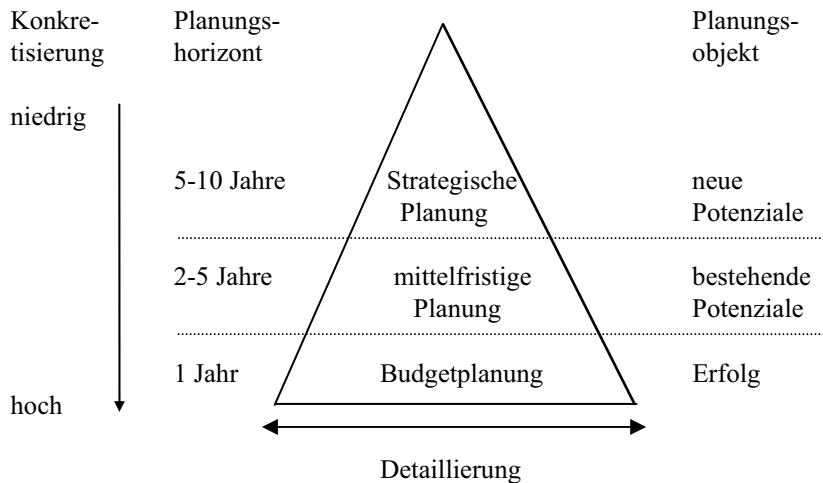 Konkre-
tisierung
Planungs-
horizont
Planungs-
objekt
niedrig
5-10 Jahre
Strategische
Planung
neue
Potenziale
2-5 Jahre
mittelfristige
Planung
bestehende
Potenziale
1 Jahr
Budgetplanung
Erfolg
hoch
Detaillierung